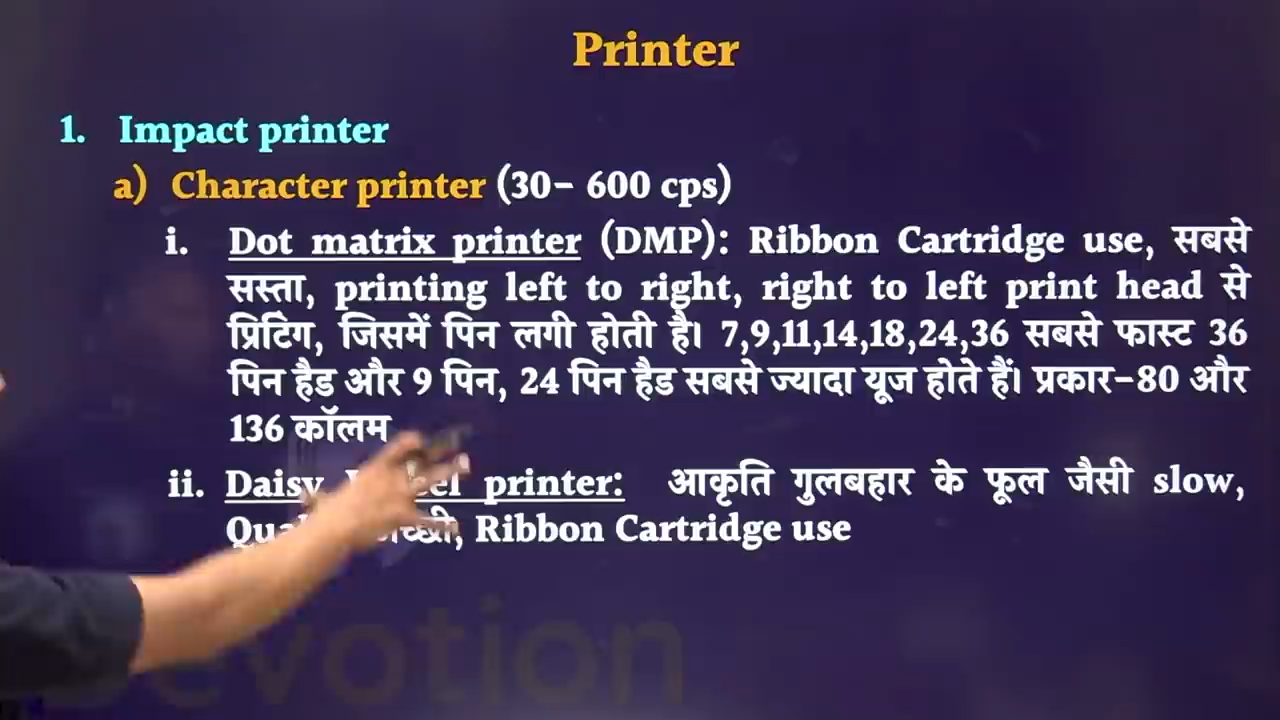 Printer
1. Impact printer
a) Character printer (30– 600 cps)
i. Dot matrix printer (DMP): Ribbon Cartridge use, सबसे
सस्ता, printing left to right, right to left print head से
प्रिंटिंग, जिसमें पिन लगी होती है। 7,9,11,14,18,24,36 सबसे फास्ट 36
पिन हैड और 9 पिन, 24 पिन हैड सबसे ज्यादा यूज होते हैं। प्रकार–80 और
136 कॉलम
ii. Daisy printer: आकृति गुलबहार के फूल जैसी slow,
Ribbon Cartridge use
evotion